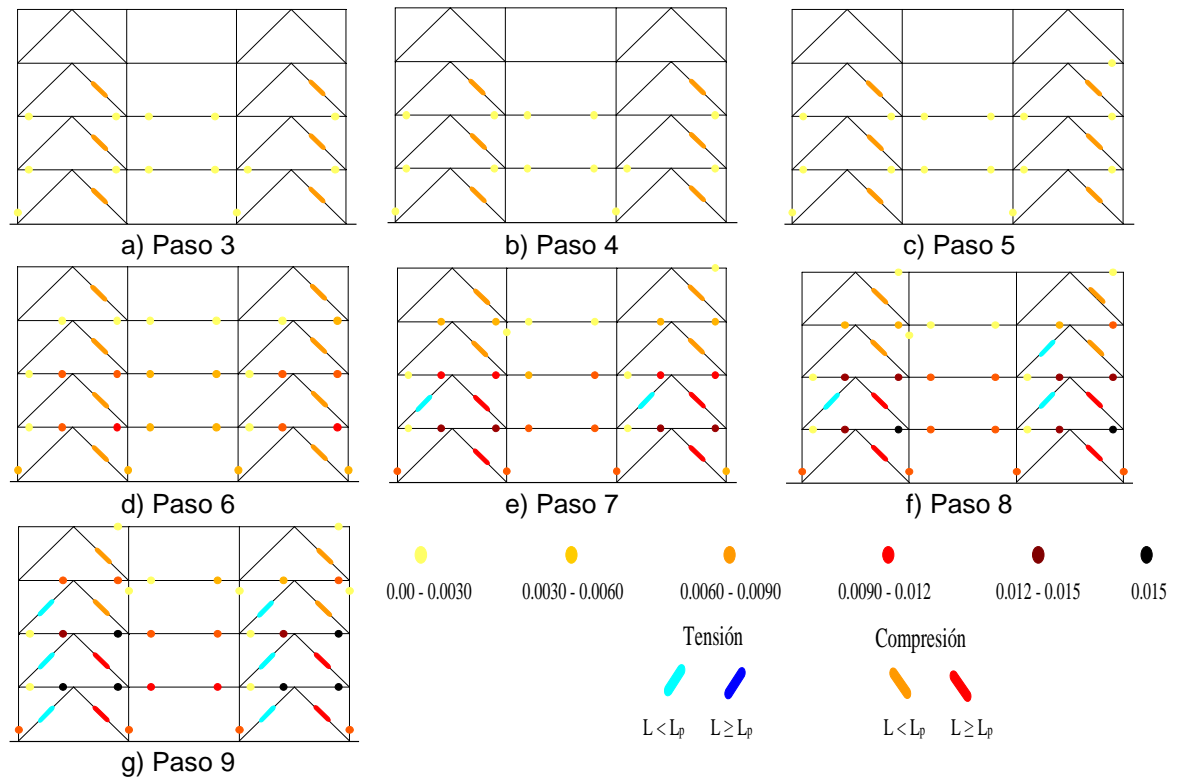 a) Paso 3
b) Paso 4
c) Paso 5
d) Paso 6
e) Paso 7
f) Paso 8
0.00 - 0.0030
0.0030 - 0.0060
0.0060 - 0.0090
0.0090 - 0.012
0.012 - 0.015
0.015
Tensión
Compresión
L < Lp
L ≥ Lp
L < Lp
L ≥ Lp
g) Paso 9